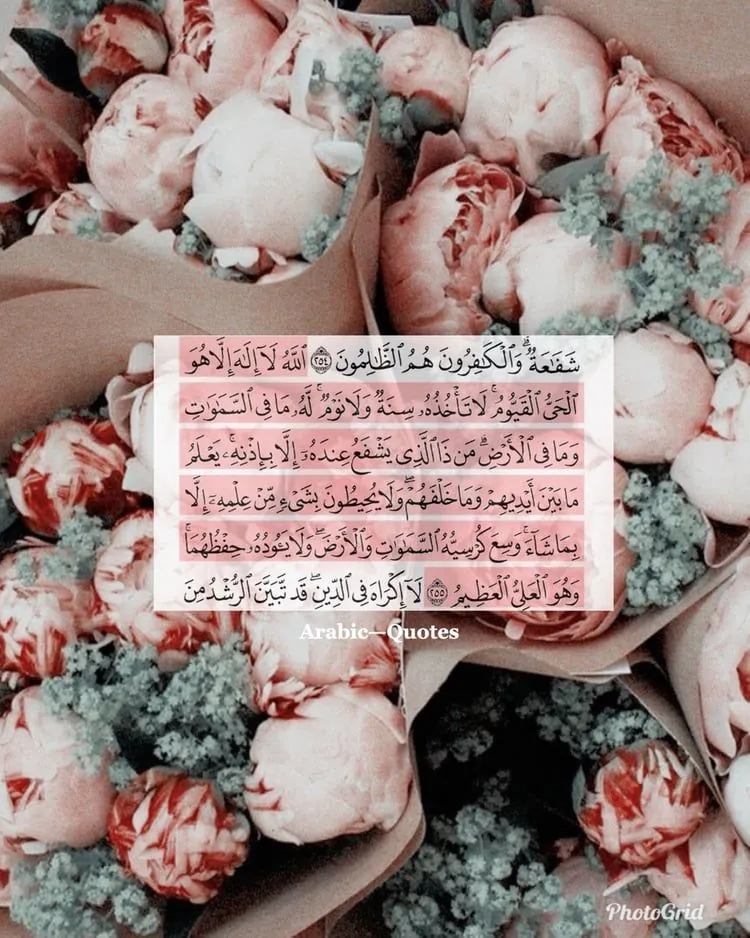 شَفَٰعَةٌ ۗ وَٱلْكَٰفِرُونَ هُمُ ٱلظَّٰلِمُونَ ٢٥٤ ٱللَّهُ لَآ إِلَٰهَ إِلَّا هُوَ
ٱلْحَىُّ ٱلْقَيُّومُ ۚ لَا تَأْخُذُهُۥ سِنَةٌ وَلَا نَوْمٌ ۚ لَّهُۥ مَا فِى ٱلسَّمَٰوَٰتِ
وَمَا فِى ٱلْأَرْضِ ۗ مَن ذَا ٱلَّذِى يَشْفَعُ عِندَهُۥٓ إِلَّا بِإِذْنِهِۦ ۚ يَعْلَمُ
مَا بَيْنَ أَيْدِيهِمْ وَمَا خَلْفَهُمْ ۖ وَلَا يُحِيطُونَ بِشَىْءٍ مِّنْ عِلْمِهِۦٓ إِلَّا
بِمَا شَآءَ ۚ وَسِعَ كُرْسِيُّهُ ٱلسَّمَٰوَٰتِ وَٱلْأَرْضَ ۖ وَلَا يَـُٔودُهُۥ حِفْظُهُمَا ۚ
وَهُوَ ٱلْعَلِىُّ ٱلْعَظِيمُ ٢٥٥ لَآ إِكْرَاهَ فِى ٱلدِّينِ ۖ قَد تَّبَيَّنَ ٱلرُّشْدُ مِنَ
Arabic—Quotes
PhotoGrid